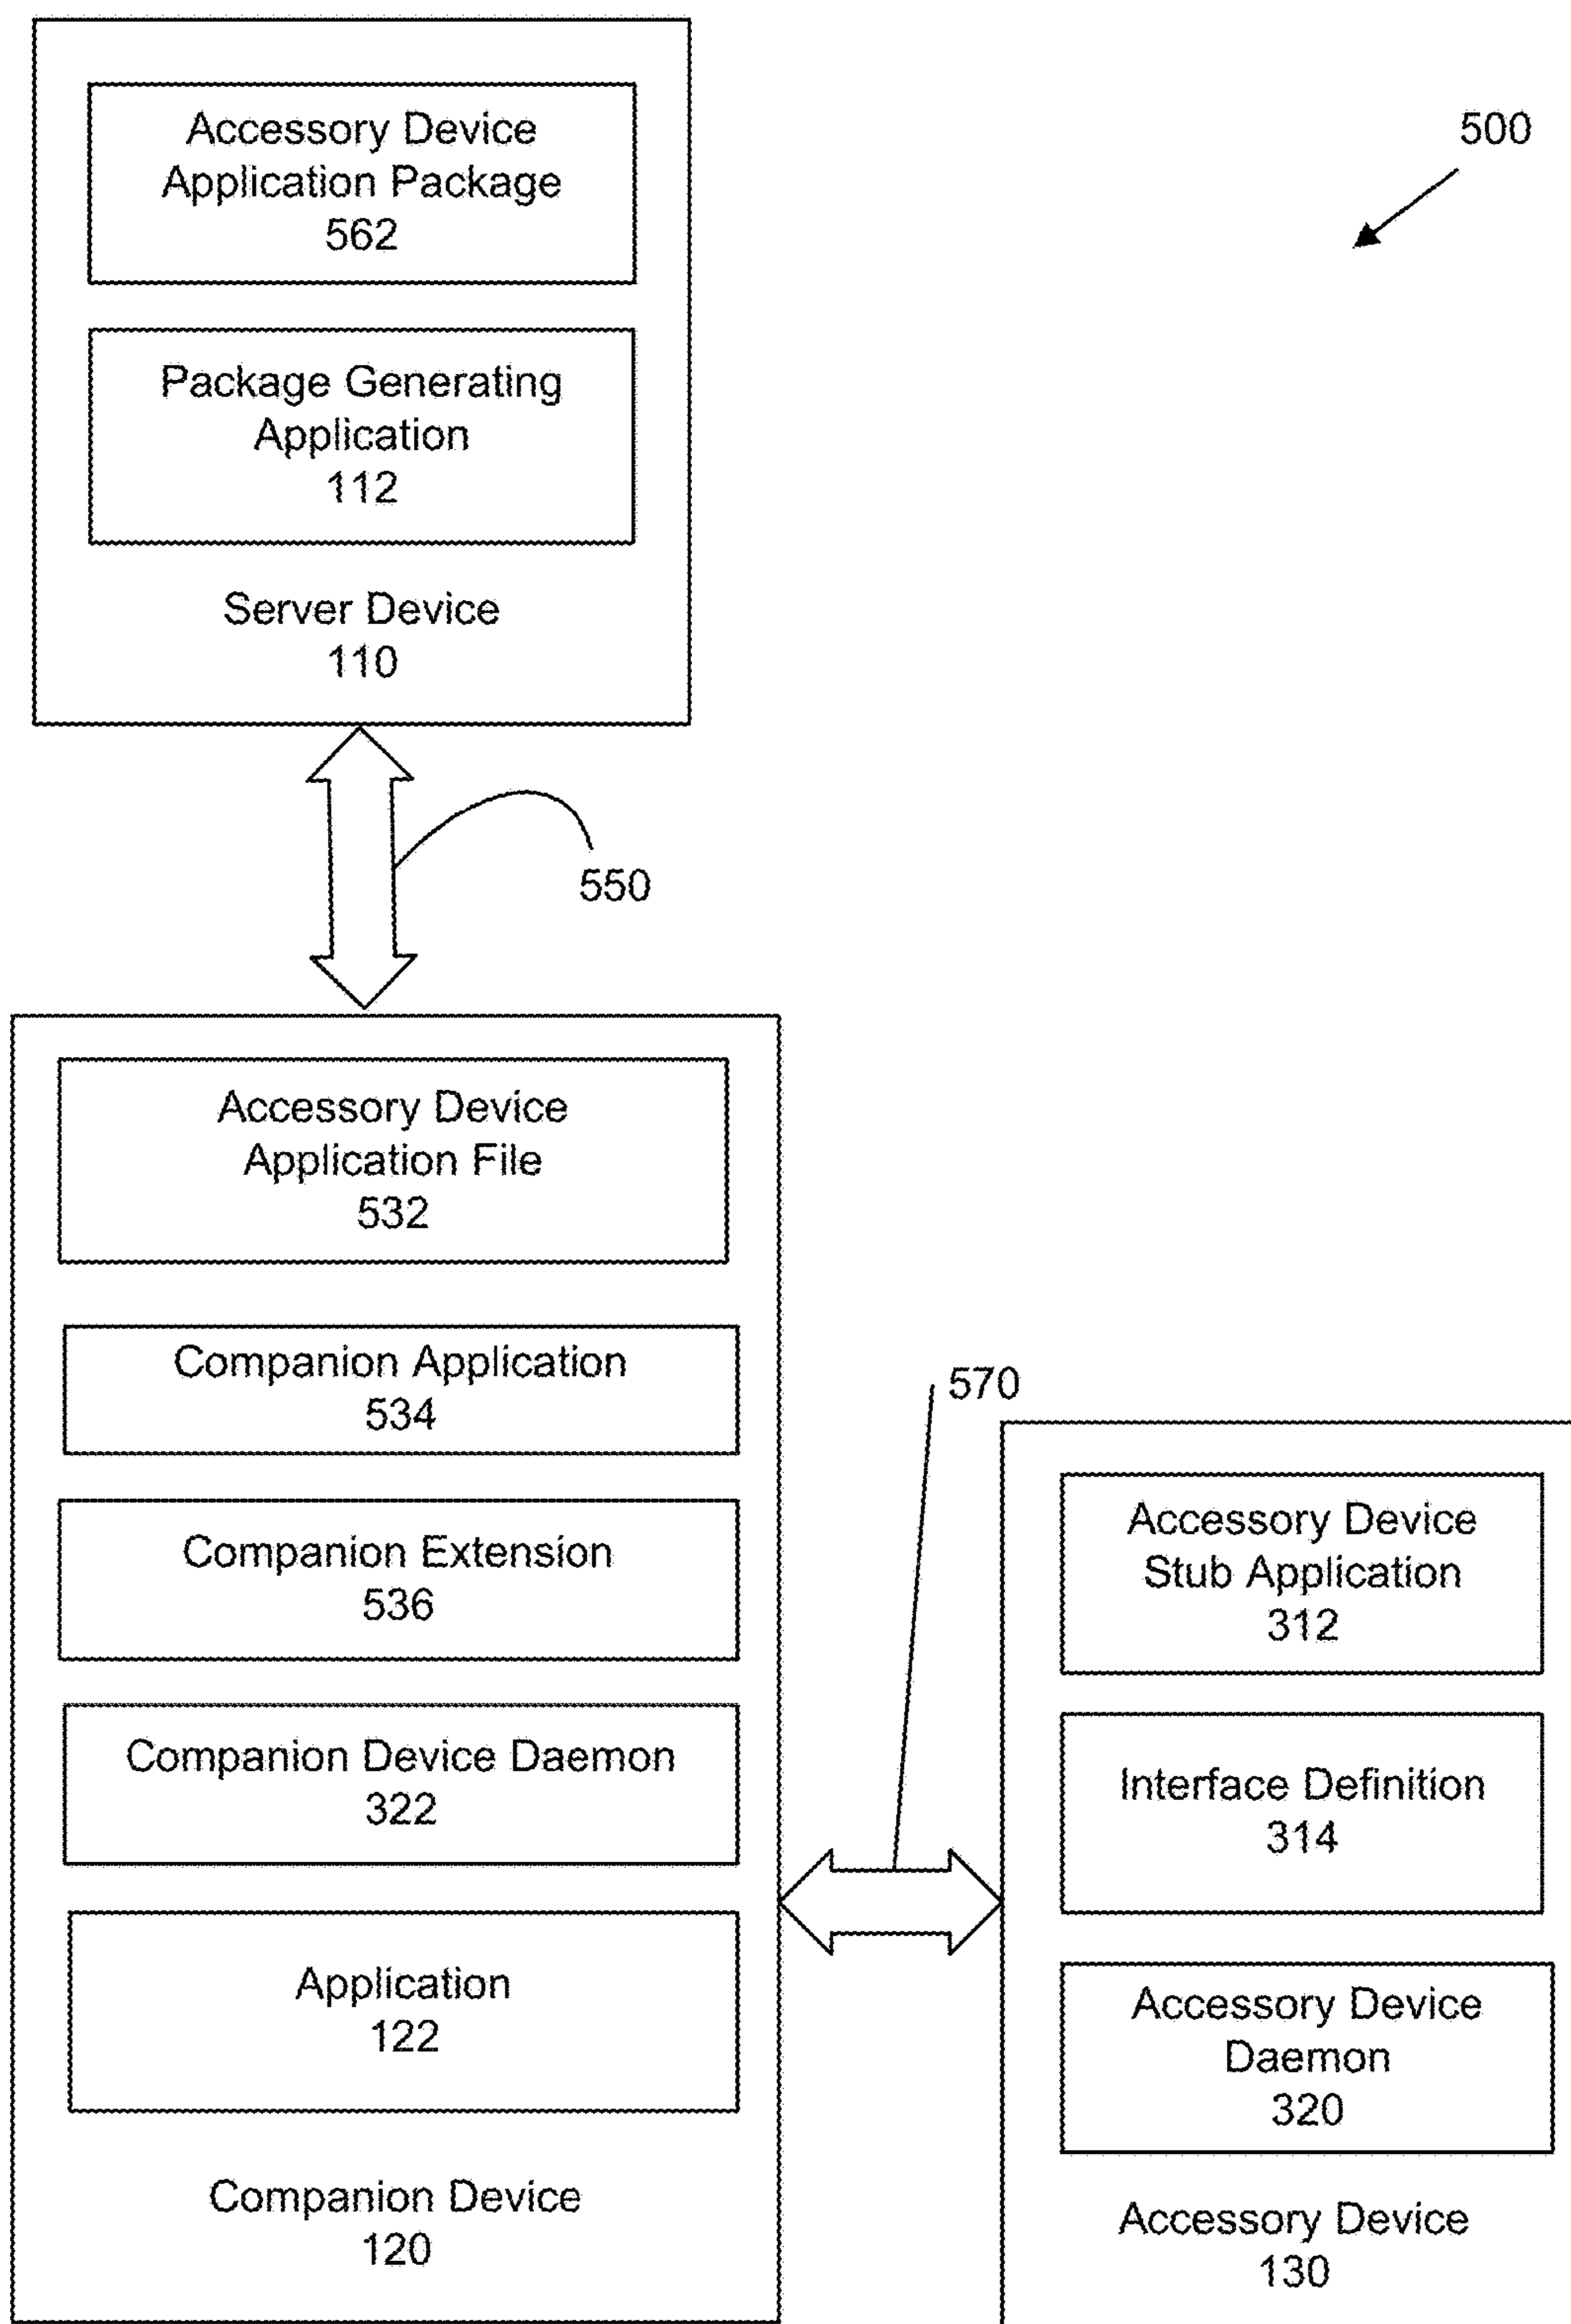 Accessory Device
Application Package
562
500
Package Generating
Application
112
Server Device
110
550
Accessory Device
Application File
532
Companion Application
534
570
Companion Extension
536
Companion Device Daemon
322
Application
122
Companion Device
120
Accessory Device
Stub Application
312
Interface Definition
314
Accessory Device
Daemon
320
Accessory Device
130